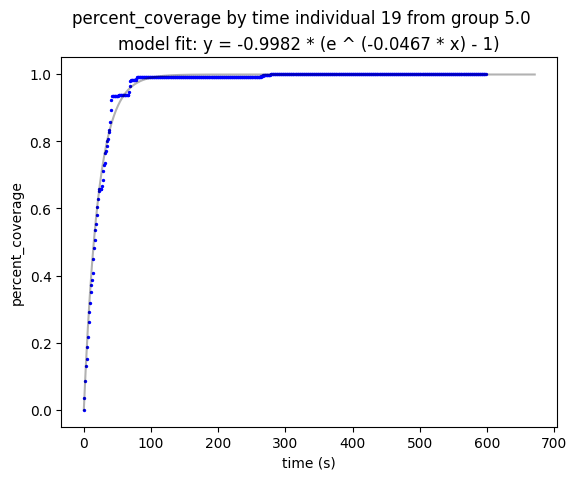 percent_coverage by time individual 19 from group 5.0
model fit: y = -0.9982 * (e ^ (-0.0467 * x) - 1)
1.0
0.8
0.6
0.4
0.2
0.0
percent_coverage
0 100 200 300 400 500 600 700
time (s)